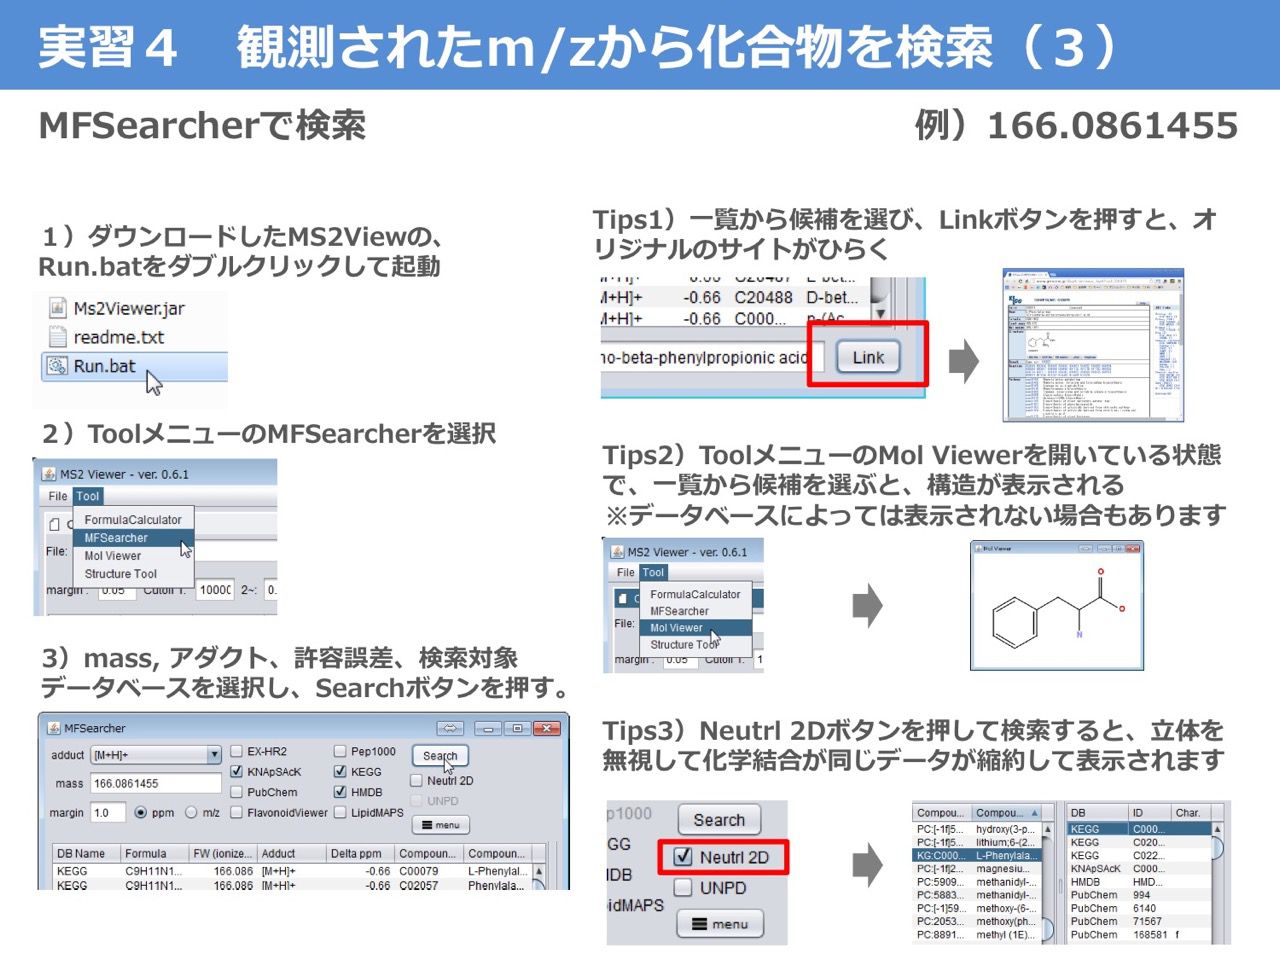 実習４　観測されたm/zから化合物を検索（３）
MFSearcherで検索
例）166.0861455
１）ダウンロードしたMS2Viewの、
Run.batをダブルクリックして起動
Ms2Viewer.jar
readme.txt
Run.bat
２）ToolメニューのMFSearcherを選択
MS2 Viewer - ver. 0.6.1
File Tool
FormulaCalculator
MFSearcher
File:
Mol Viewer
Structure Tool
margin : 0.05 Cutoff 1: 1000 2~: 0.
3）mass, アダクト、許容誤差、検索対象
データベースを選択し、Searchボタンを押す。
MFSearcher
adduct [M+H]+ EX-HR2 Pep1000 Search
mass 166.0861455 KNApSAcK KEGG Neutrl 2D
PubChem HMDB UNPD
margin 1.0 ppm m/z FlavonoidViewer LipidMAPS menu
DB Name Formula FW (ionize... Adduct Delta ppm Compoun... Compoun...
KEGG C9H11N1... 166.086 [M+H]+ -0.66 C00079 L-Phenylal...
KEGG C9H11N1... 166.086 [M+H]+ -0.66 C02057 Phenylala...
Tips1）一覧から候補を選び、Linkボタンを押すと、オ
リジナルのサイトがひらく
M+H]+ -0.66 C20487 E-bet...
M+H]+ -0.66 C20488 D-bet...
M+H]+ -0.66 C000... p-(Ac...
no-beta-phenylpropionic acid Link
Tips2）ToolメニューのMol Viewerを開いている状態
で、一覧から候補を選ぶと、構造が表示される
※データベースによっては表示されない場合もあります
MS2 Viewer - ver. 0.6.1
File Tool
FormulaCalculator
MFSearcher
File:
Mol Viewer
Structure Tool
margin : 0.05 Cutoff 1: 1
Mol Viewer
O
O
N
Tips3）Neutrl 2Dボタンを押して検索すると、立体を
無視して化学結合が同じデータが縮約して表示されます
p1000 Search
GG Neutrl 2D
MDB UNPD
pidMAPS menu
Compou... Compou... DB ID Char.
PC:[-1f]5... hydroxy(3-p... KEGG C000...
PC:[-1f]5... lithium;6-(2... KEGG C020...
KG:C000... L-Phenylala... KEGG C022...
PC:[-1f]2... magnesiu... KNApSAcK C000...
PC:5909... methanidyl-... HMDB HMD...
PC:5883... methanidyl-... PubChem 994
PC:[-1]59... methoxy-(6-... PubChem 6140
PC:2053... methoxy(ph... PubChem 71567
PC:8891... methyl (1E)... PubChem 168581 f